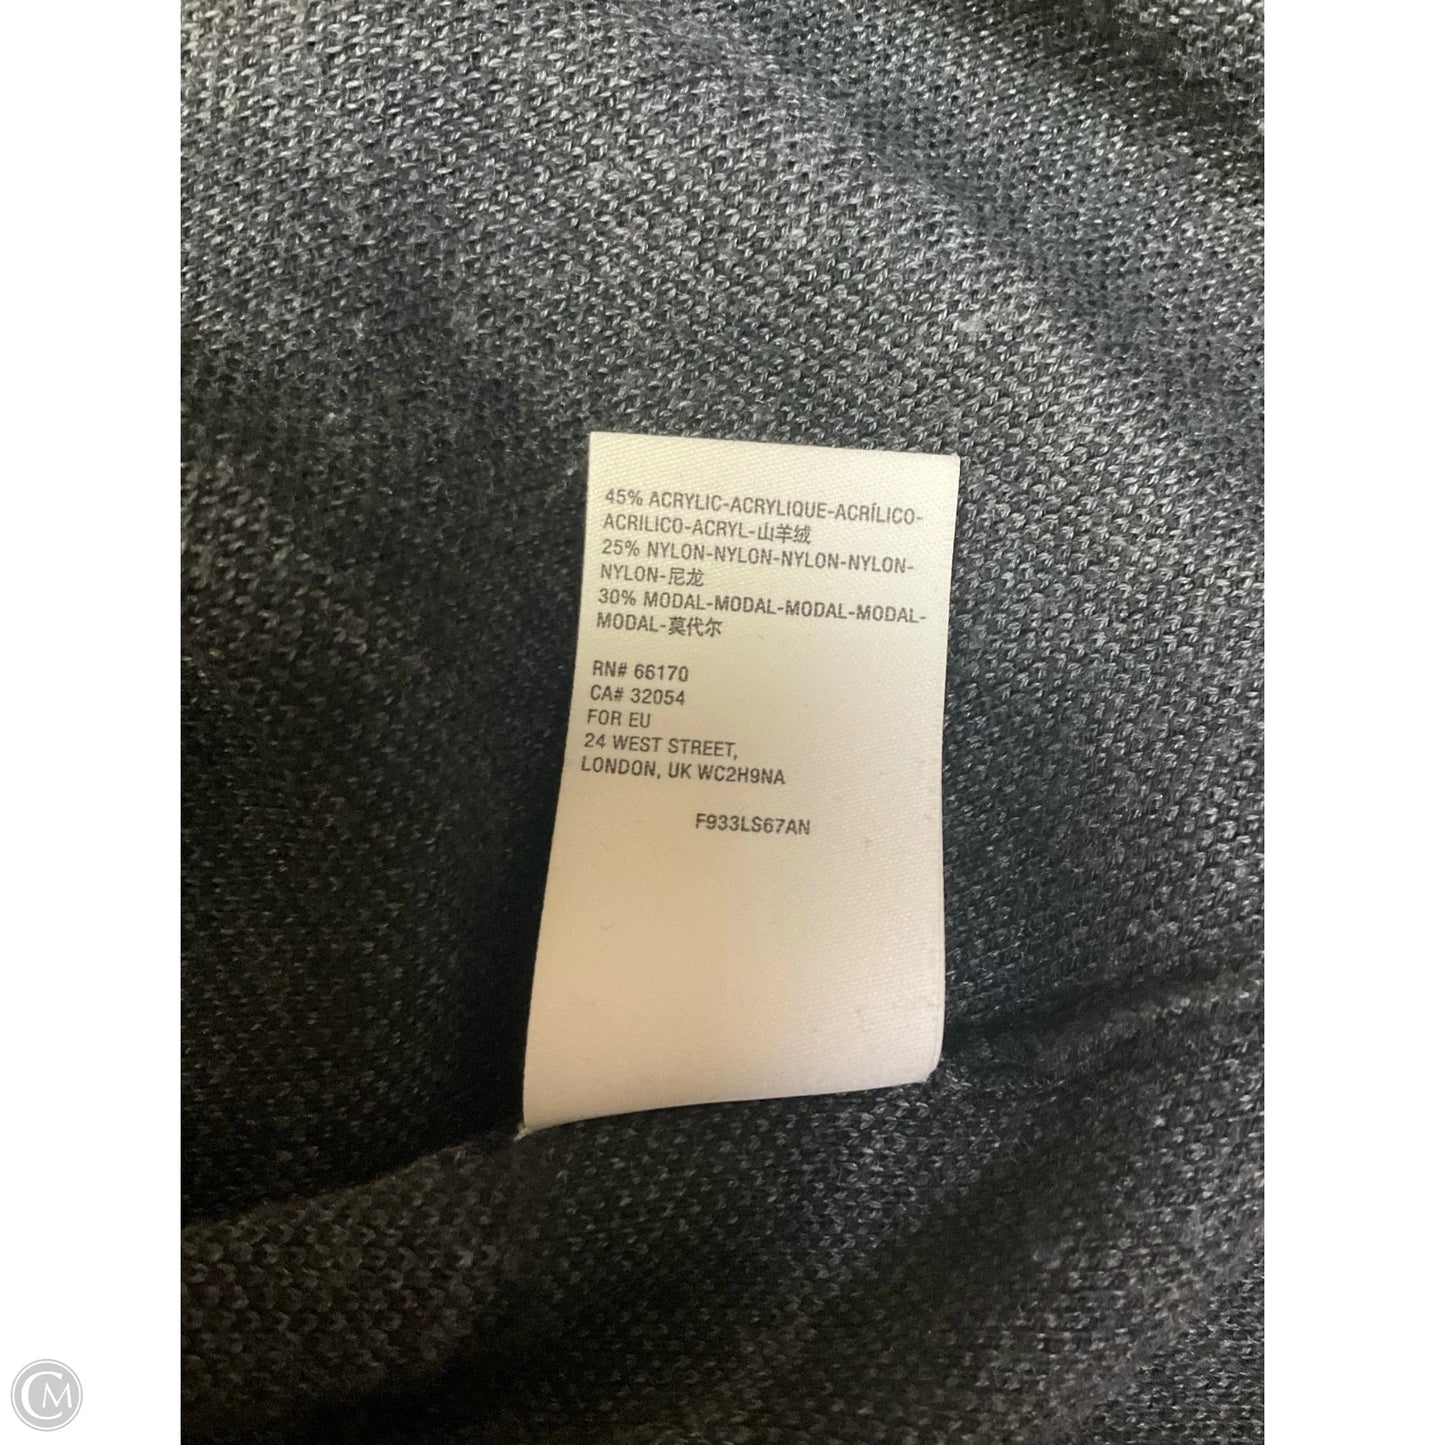 45% ACRYLIC-ACRYLIQUE-ACRÍLICO-
ACRILICO-ACRYL-山羊绒
25% NYLON-NYLON-NYLON-NYLON-
NYLON-尼龙
30% MODAL-MODAL-MODAL-MODAL-
MODAL-莫代尔
RN# 66170
CA# 32054
FOR EU
24 WEST STREET,
LONDON, UK WC2H9NA
F933LS67AN
CM